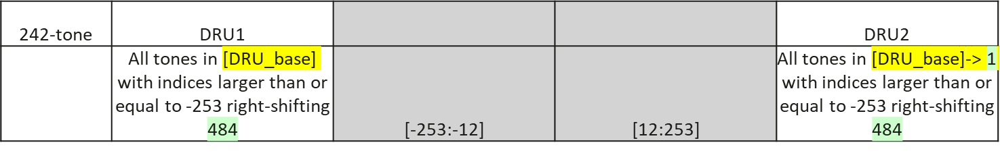 242-tone DRU1 DRU2
All tones in [DRU_base]
with indices larger than or
equal to -253 right-shifting
484
[-253:-12]
[12:253]
All tones in [DRU_base]-> 1
with indices larger than or
equal to -253 right-shifting
484